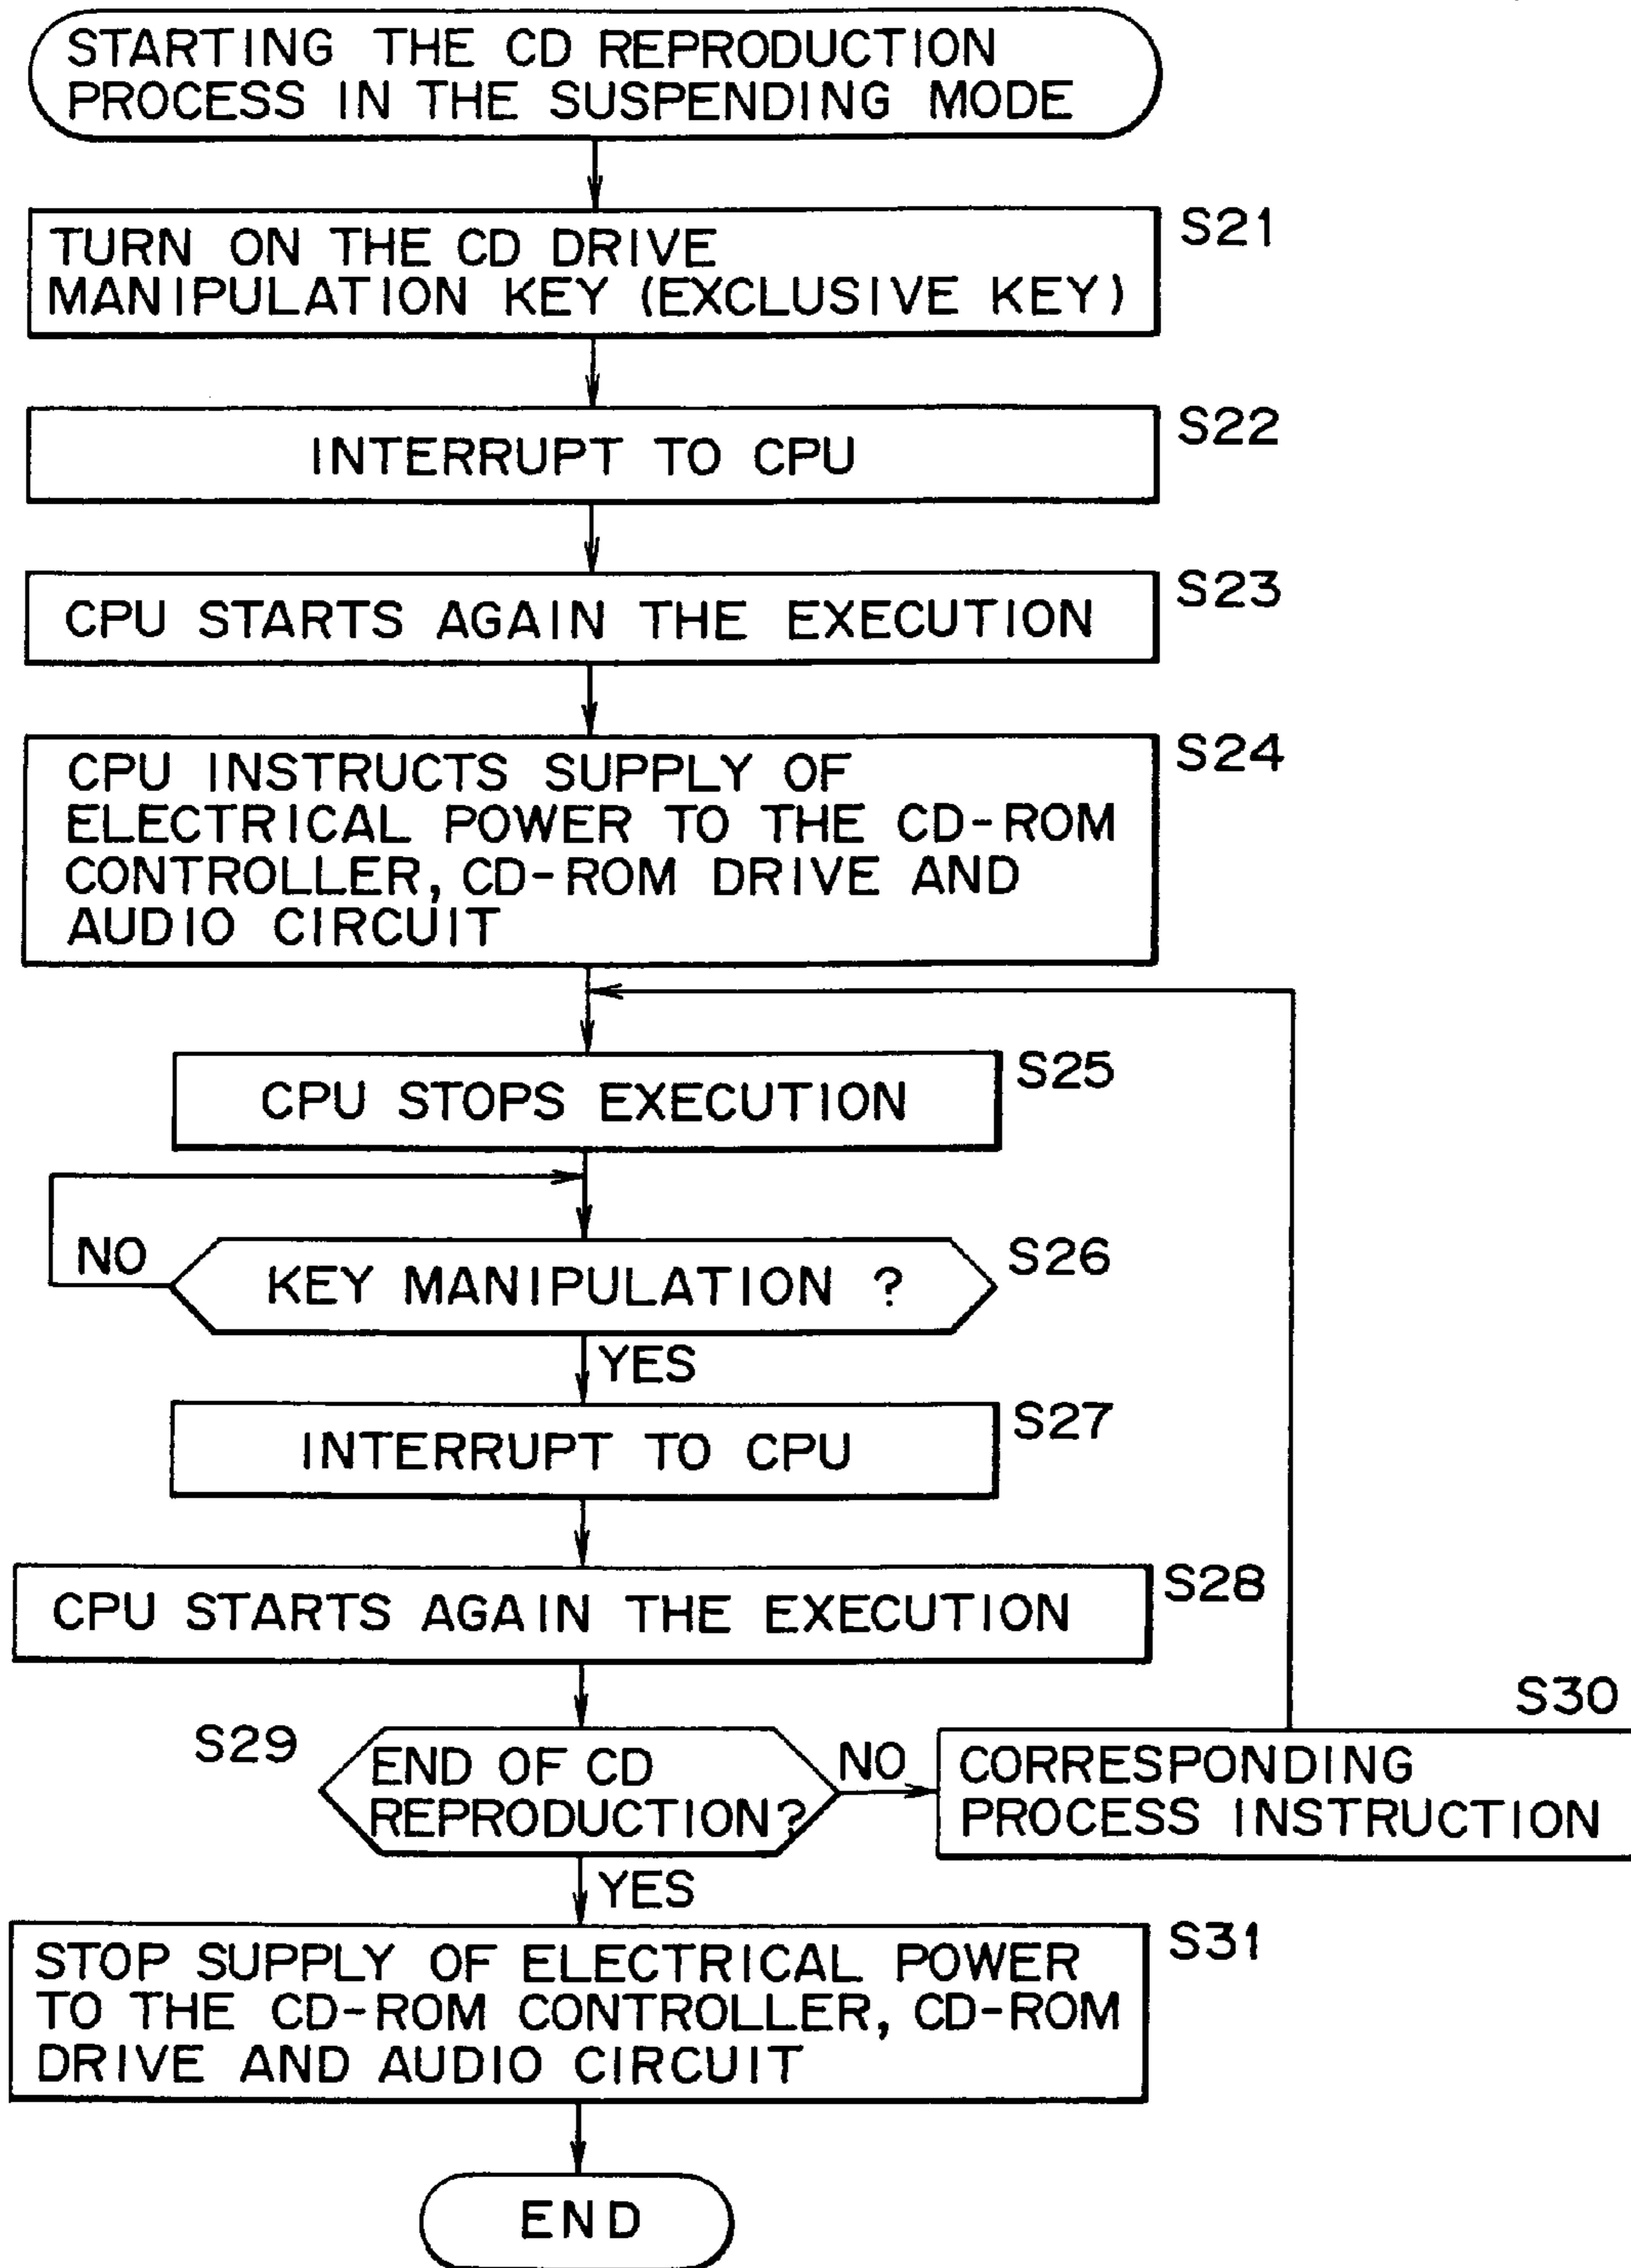 STARTING THE CD REPRODUCTION
PROCESS IN THE SUSPENDING MODE
S21
TURN ON THE CD DRIVE
MANIPULATION KEY (EXCLUSIVE KEY)
S22
INTERRUPT TO CPU
S23
CPU STARTS AGAIN THE EXECUTION
S24
CPU INSTRUCTS SUPPLY OF
ELECTRICAL POWER TO THE CD-ROM
CONTROLLER, CD-ROM DRIVE AND
AUDIO CIRCUIT
S25
CPU STOPS EXECUTION
NO
S26
KEY MANIPULATION ?
YES
S27
INTERRUPT TO CPU
S28
CPU STARTS AGAIN THE EXECUTION
S29
END OF CD
REPRODUCTION?
NO
S30
CORRESPONDING
PROCESS INSTRUCTION
YES
S31
STOP SUPPLY OF ELECTRICAL POWER
TO THE CD-ROM CONTROLLER, CD-ROM
DRIVE AND AUDIO CIRCUIT
END